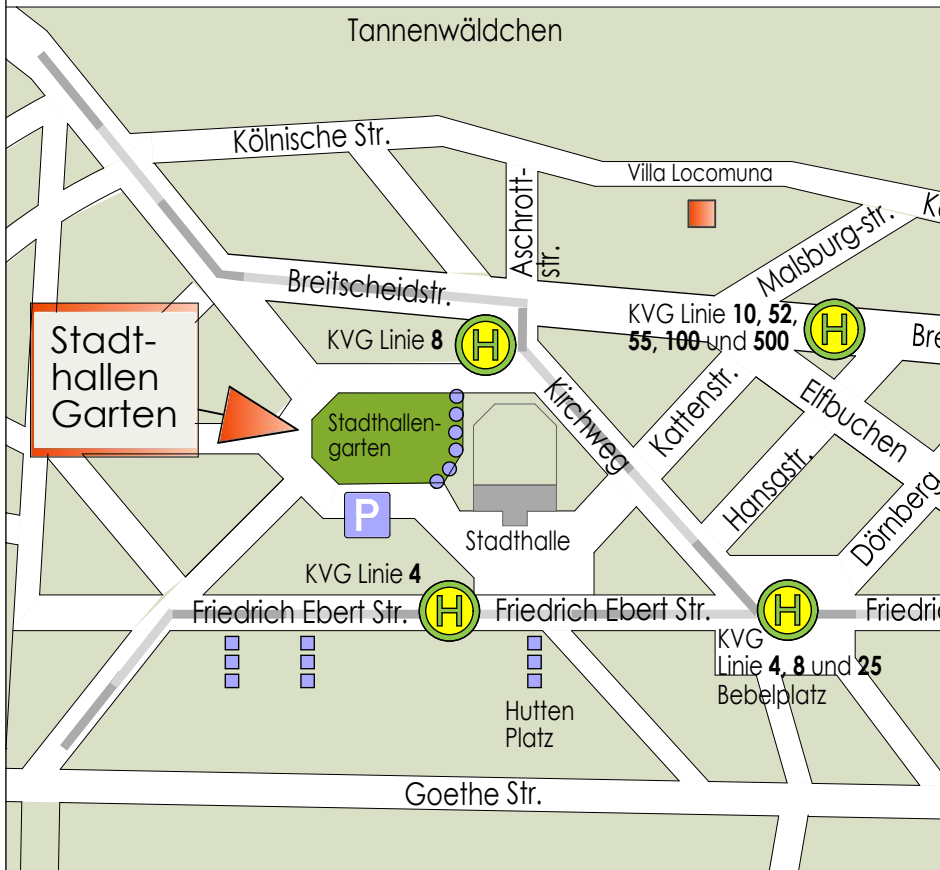 Tannenwäldchen
Kölnische Str.
Villa Locomuna
Aschrott-
str.
Malsburg-str.
Breitscheidstr.
KVG Linie 10, 52,
55, 100 und 500
H
Bre
KVG Linie 8
H
Stadt-
hallen
Garten
Stadthallen-
garten
Kirchweg
Kattenstr.
Elfbuchen
Hansastr.
Dörnberg
P
Stadthalle
KVG Linie 4
Friedrich Ebert Str.
H
Friedrich Ebert Str.
H
Friedric
KVG
Linie 4, 8 und 25
Bebelplatz
Hutten
Platz
Goethe Str.